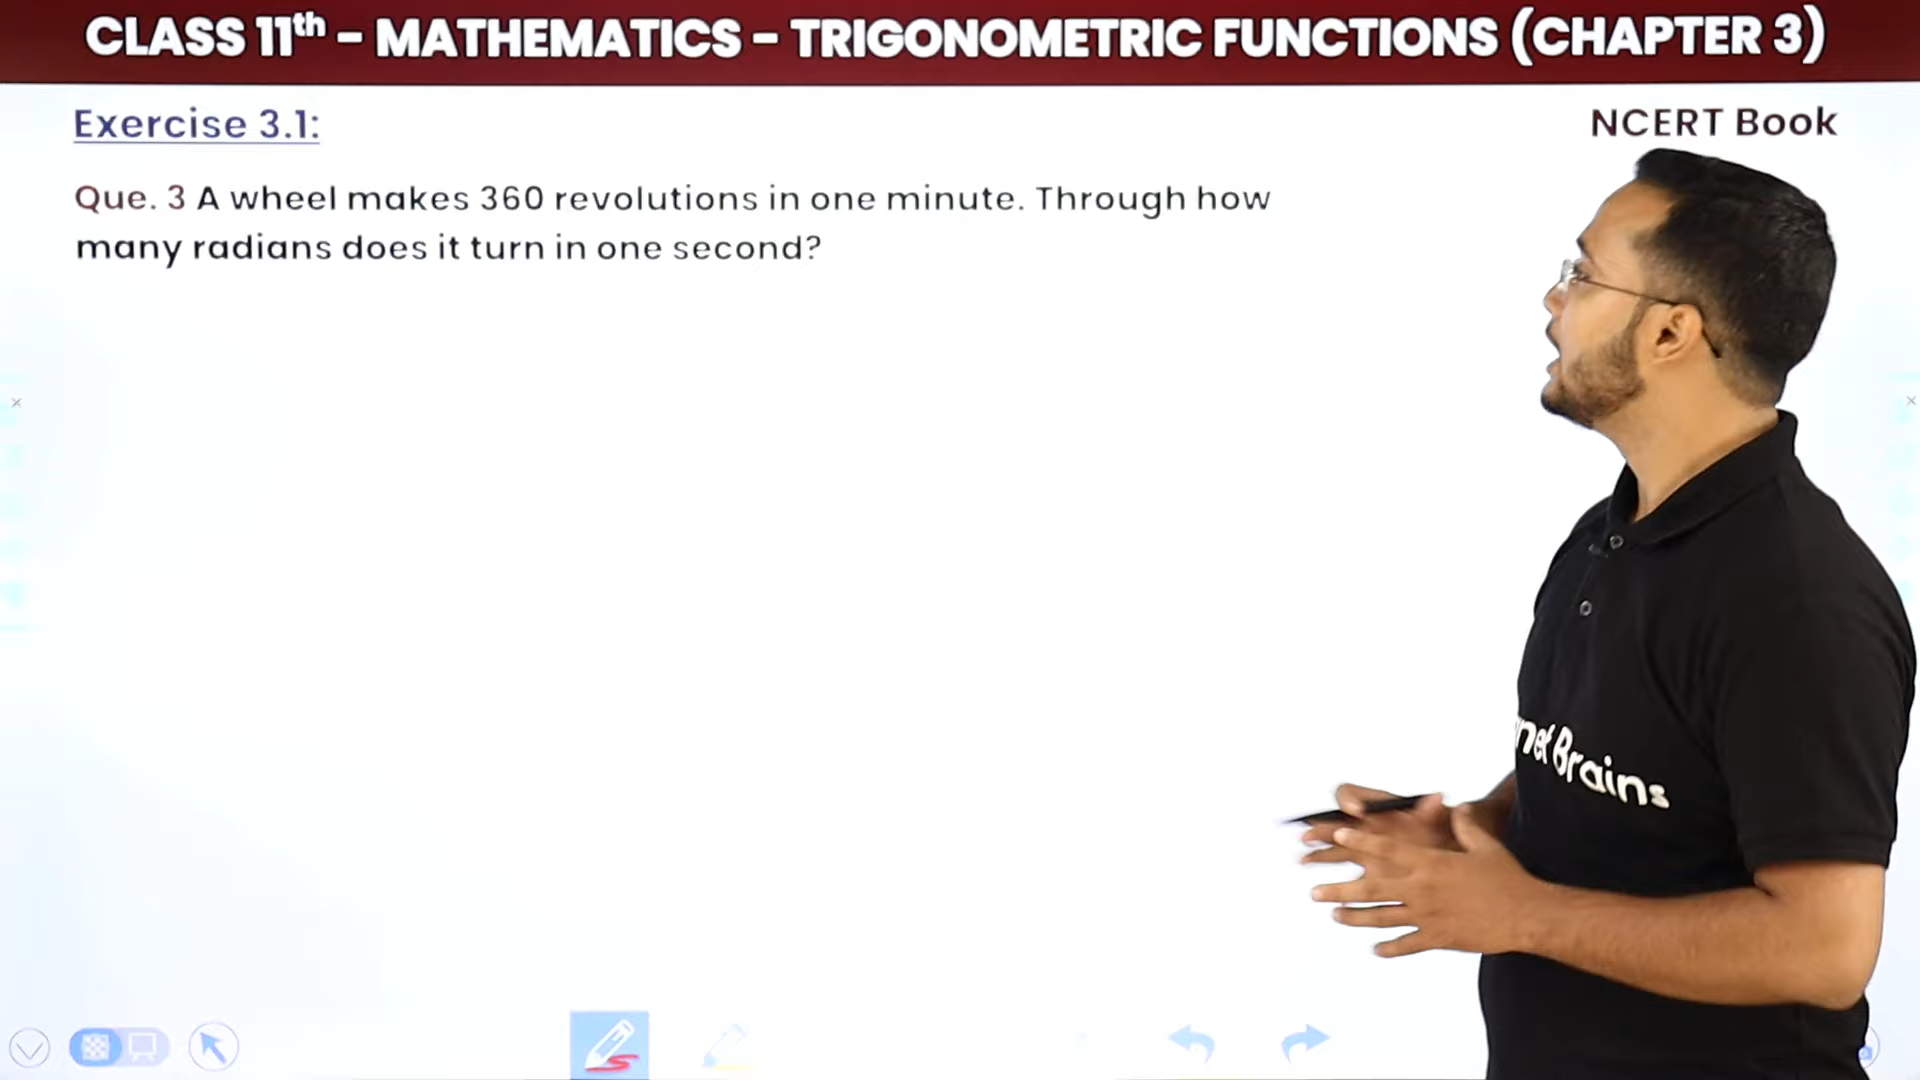 CLASS 11th - MATHEMATICS - TRIGONOMETRIC FUNCTIONS (CHAPTER 3)
Exercise 3.1:
NCERT Book
Que. 3 A wheel makes 360 revolutions in one minute. Through how
many radians does it turn in one second?
rnet Brains